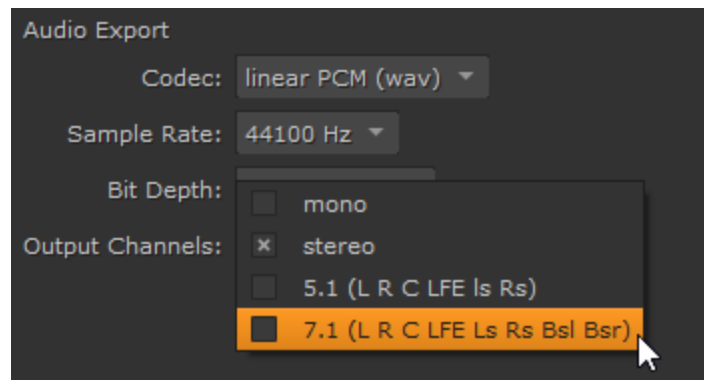 Audio Export
Codec: linear PCM (wav)
Sample Rate: 44100 Hz
Bit Depth:
mono
Output Channels: stereo
5.1 (L R C LFE ls Rs)
7.1 (L R C LFE Ls Rs Bsl Bsr)